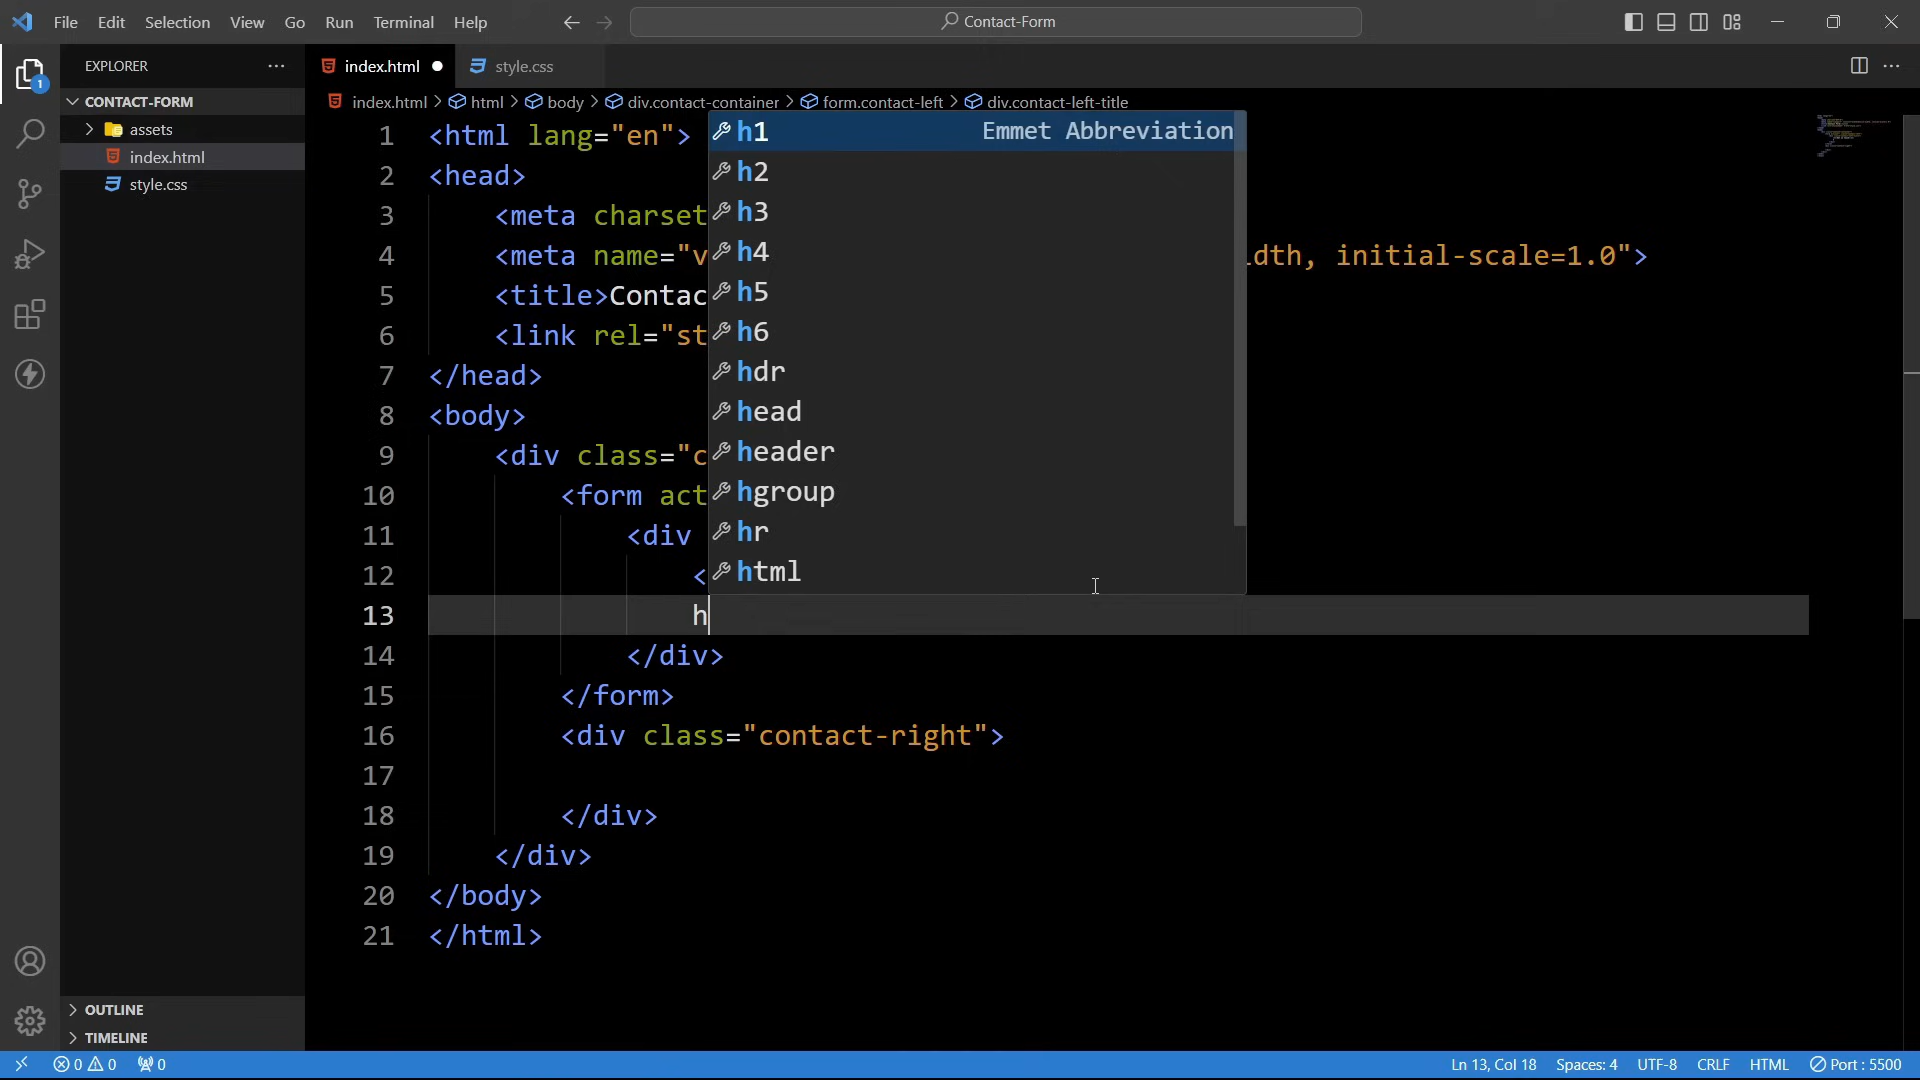 File Edit Selection View Go Run Terminal Help
Contact-Form
EXPLORER
index.html
style.css
CONTACT-FORM
index.html > html > body > div.contact-container > form.contact-left > div.contact-left-title
assets
index.html
style.css
1 <html lang="en">
2 <head>
3 <meta charset
4 <meta name="v dth, initial-scale=1.0">
5 <title>Contac
6 <link rel="st
7 </head>
8 <body>
9 <div class="c
10 <form act
11 <div
12 <
13 h
14 </div>
15 </form>
16 <div class="contact-right">
17
18 </div>
19 </div>
20 </body>
21 </html>
h1 Emmet Abbreviation
h2
h3
h4
h5
h6
hdr
head
header
hgroup
hr
html
OUTLINE
TIMELINE
1
0 0 0
Ln 13, Col 18 Spaces: 4 UTF-8 CRLF HTML Port : 5500